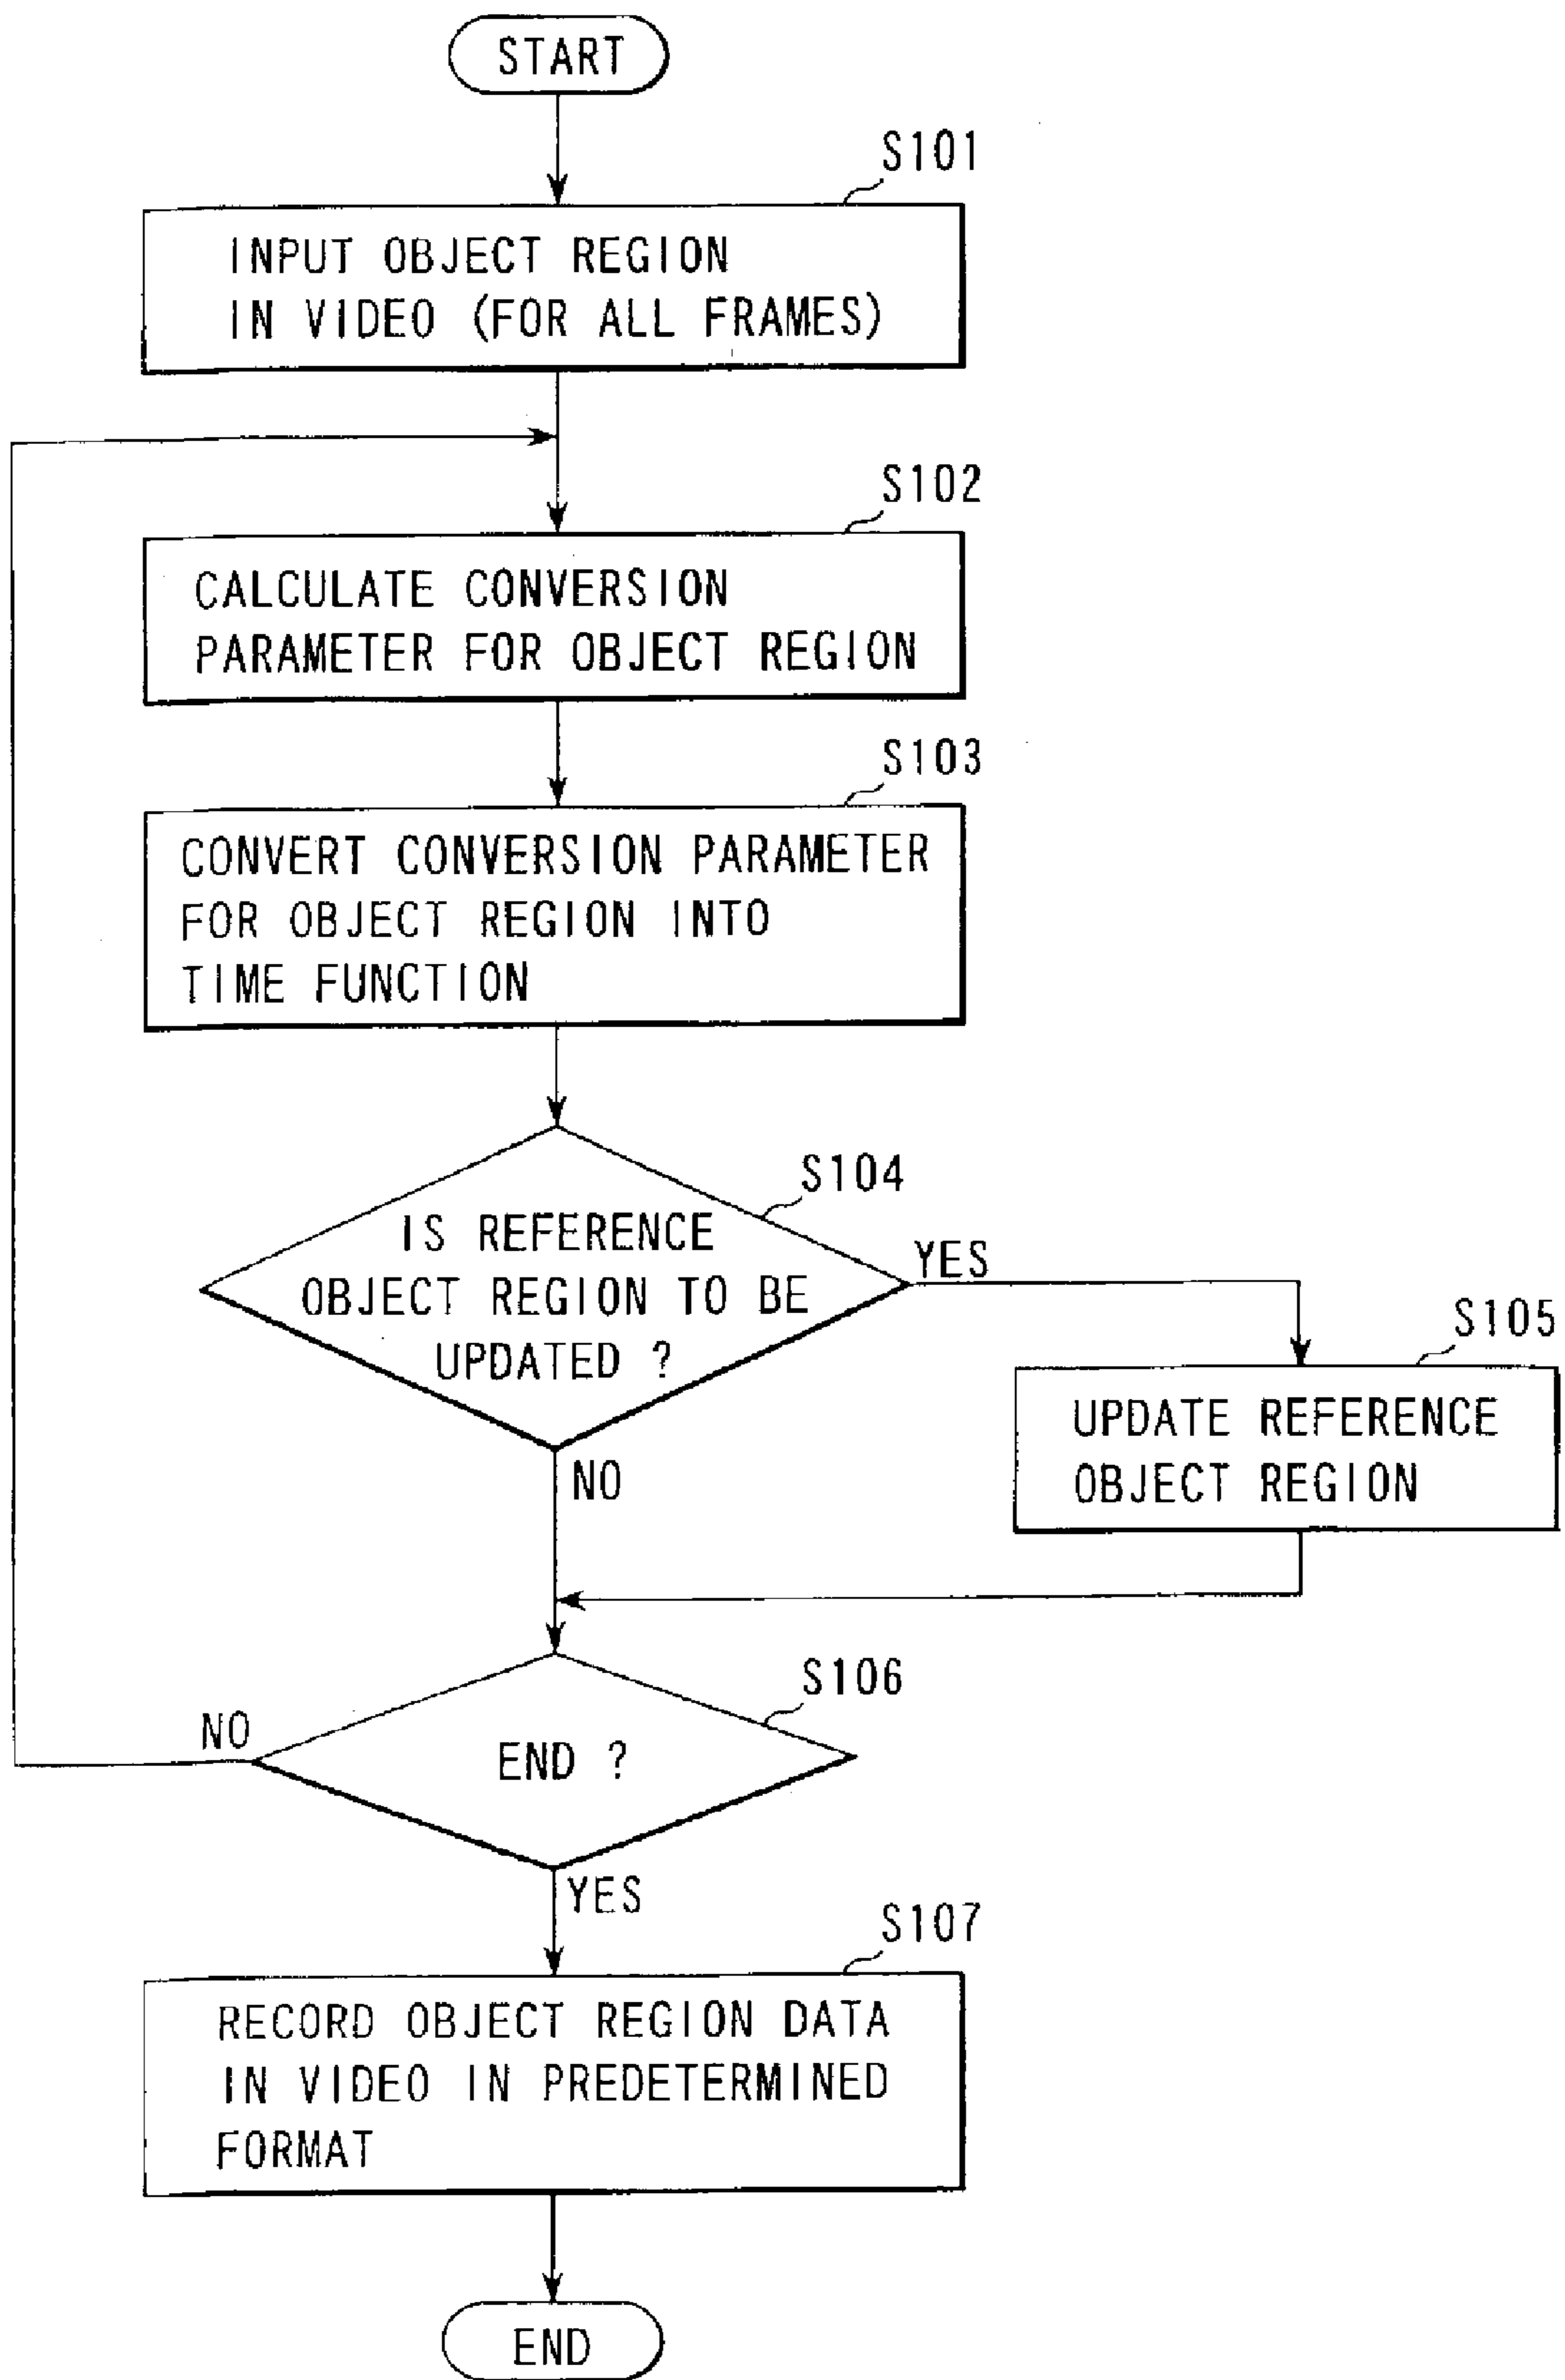 START
S101
INPUT OBJECT REGION
IN VIDEO (FOR ALL FRAMES)
S102
CALCULATE CONVERSION
PARAMETER FOR OBJECT REGION
S103
CONVERT CONVERSION PARAMETER
FOR OBJECT REGION INTO
TIME FUNCTION
S104
IS REFERENCE
OBJECT REGION TO BE
UPDATED ?
YES
NO
S105
UPDATE REFERENCE
OBJECT REGION
S106
END ?
NO
YES
S107
RECORD OBJECT REGION DATA
IN VIDEO IN PREDETERMINED
FORMAT
END